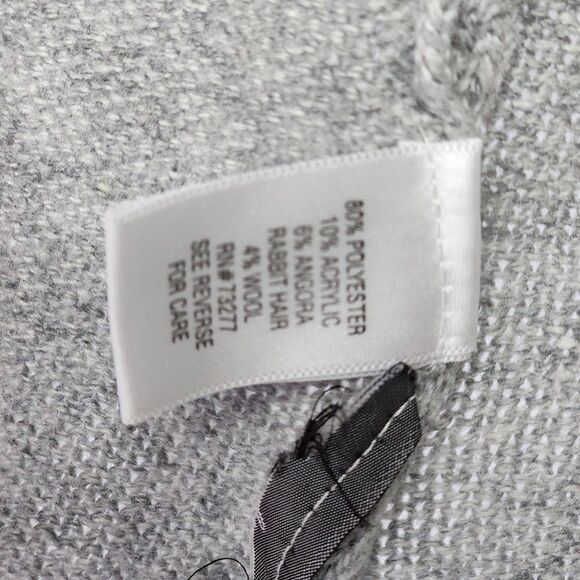 80% POLYESTER
10% ACRYLIC
6% ANGORA
RABBIT HAIR
4% WOOL
RN# 73277
SEE REVERSE
FOR CARE